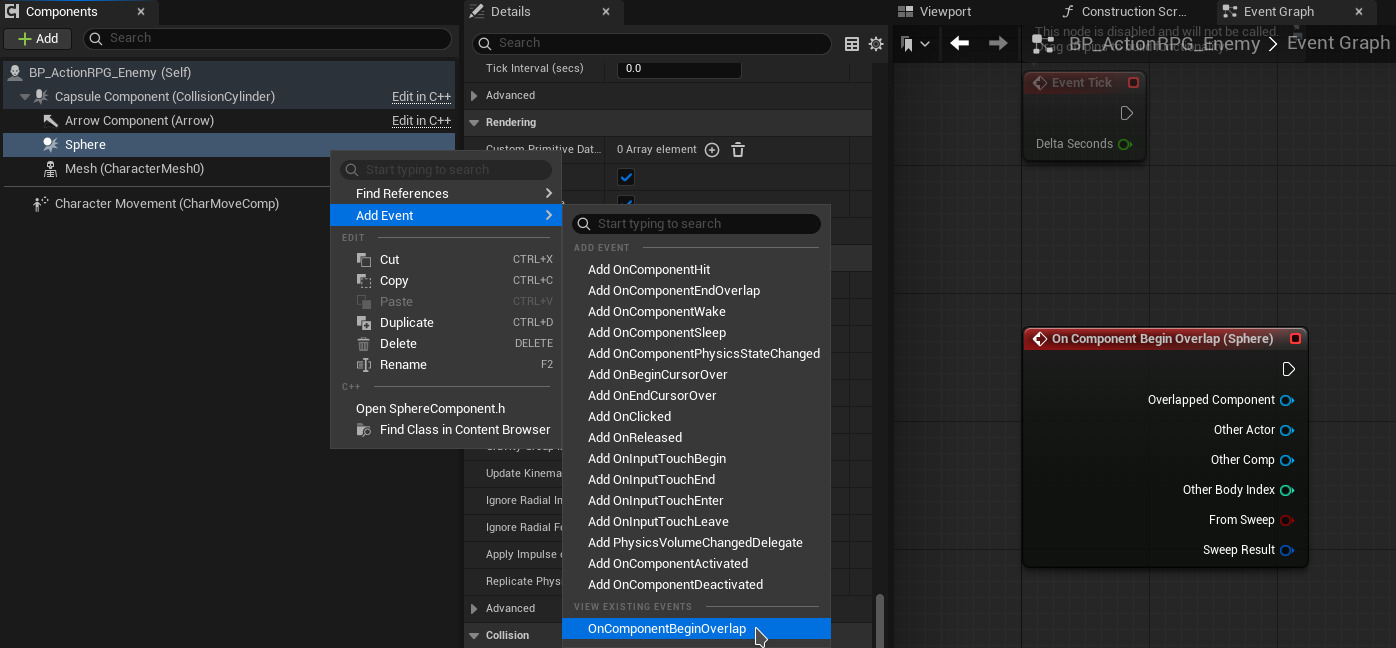 Components
Add
Search
BP_ActionRPG_Enemy (Self)
Capsule Component (CollisionCylinder)
Edit in C++
Arrow Component (Arrow)
Edit in C++
Sphere
Mesh (CharacterMesh0)
Character Movement (CharMoveComp)
Start typing to search
Find References
Add Event
EDIT
Cut CTRL+X
Copy CTRL+C
Paste CTRL+V
Duplicate CTRL+D
Delete DELETE
Rename F2
C++
Open SphereComponent.h
Find Class in Content Browser
Details
Search
Tick Interval (secs) 0.0
Advanced
Rendering
Custom Primitive Dat... 0 Array element
Start typing to search
ADD EVENT
Add OnComponentHit
Add OnComponentEndOverlap
Add OnComponentWake
Add OnComponentSleep
Add OnComponentPhysicsStateChanged
Add OnBeginCursorOver
Add OnEndCursorOver
Add OnClicked
Add OnReleased
Add OnInputTouchBegin
Add OnInputTouchEnd
Add OnInputTouchEnter
Add OnInputTouchLeave
Add PhysicsVolumeChangedDelegate
Add OnComponentActivated
Add OnComponentDeactivated
VIEW EXISTING EVENTS
OnComponentBeginOverlap
Update Kinema
Ignore Radial
Ignore Radial
Apply Impulse
Replicate Phys
Advanced
Collision
Viewport
Construction Scr...
Event Graph
This node is disabled and will not be called.
BP_ActionRPG_Enemy > Event Graph
Event Tick
Delta Seconds
On Component Begin Overlap (Sphere)
Overlapped Component
Other Actor
Other Comp
Other Body Index
From Sweep
Sweep Result